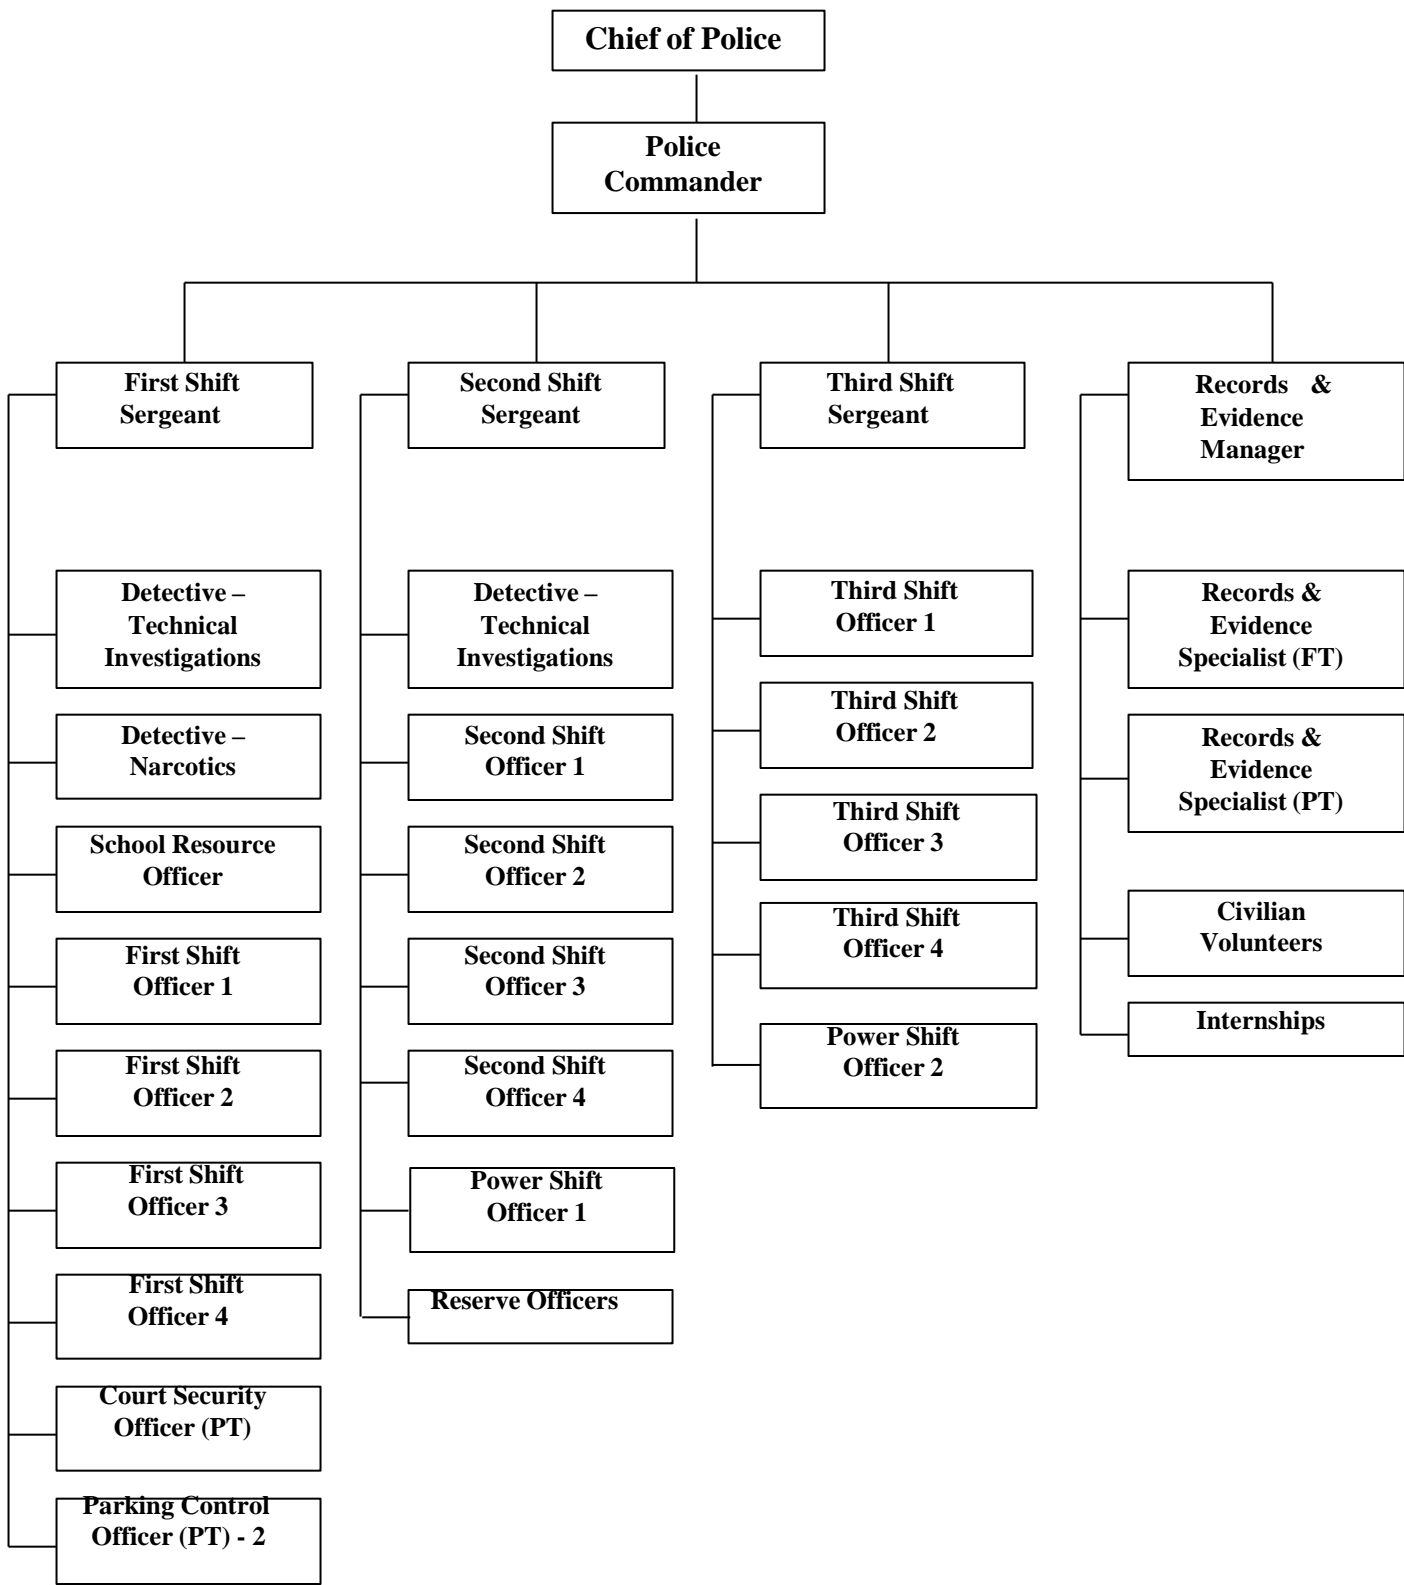 Chief of Police
Police
Commander
First Shift
Sergeant
Detective –
Technical
Investigations
Detective –
Narcotics
School Resource
Officer
First Shift
Officer 1
First Shift
Officer 2
First Shift
Officer 3
First Shift
Officer 4
Court Security
Officer (PT)
Parking Control
Officer (PT) - 2
Second Shift
Sergeant
Detective –
Technical
Investigations
Second Shift
Officer 1
Second Shift
Officer 2
Second Shift
Officer 3
Second Shift
Officer 4
Power Shift
Officer 1
Reserve Officers
Third Shift
Sergeant
Third Shift
Officer 1
Third Shift
Officer 2
Third Shift
Officer 3
Third Shift
Officer 4
Power Shift
Officer 2
Records &
Evidence
Manager
Records &
Evidence
Specialist (FT)
Records &
Evidence
Specialist (PT)
Civilian
Volunteers
Internships